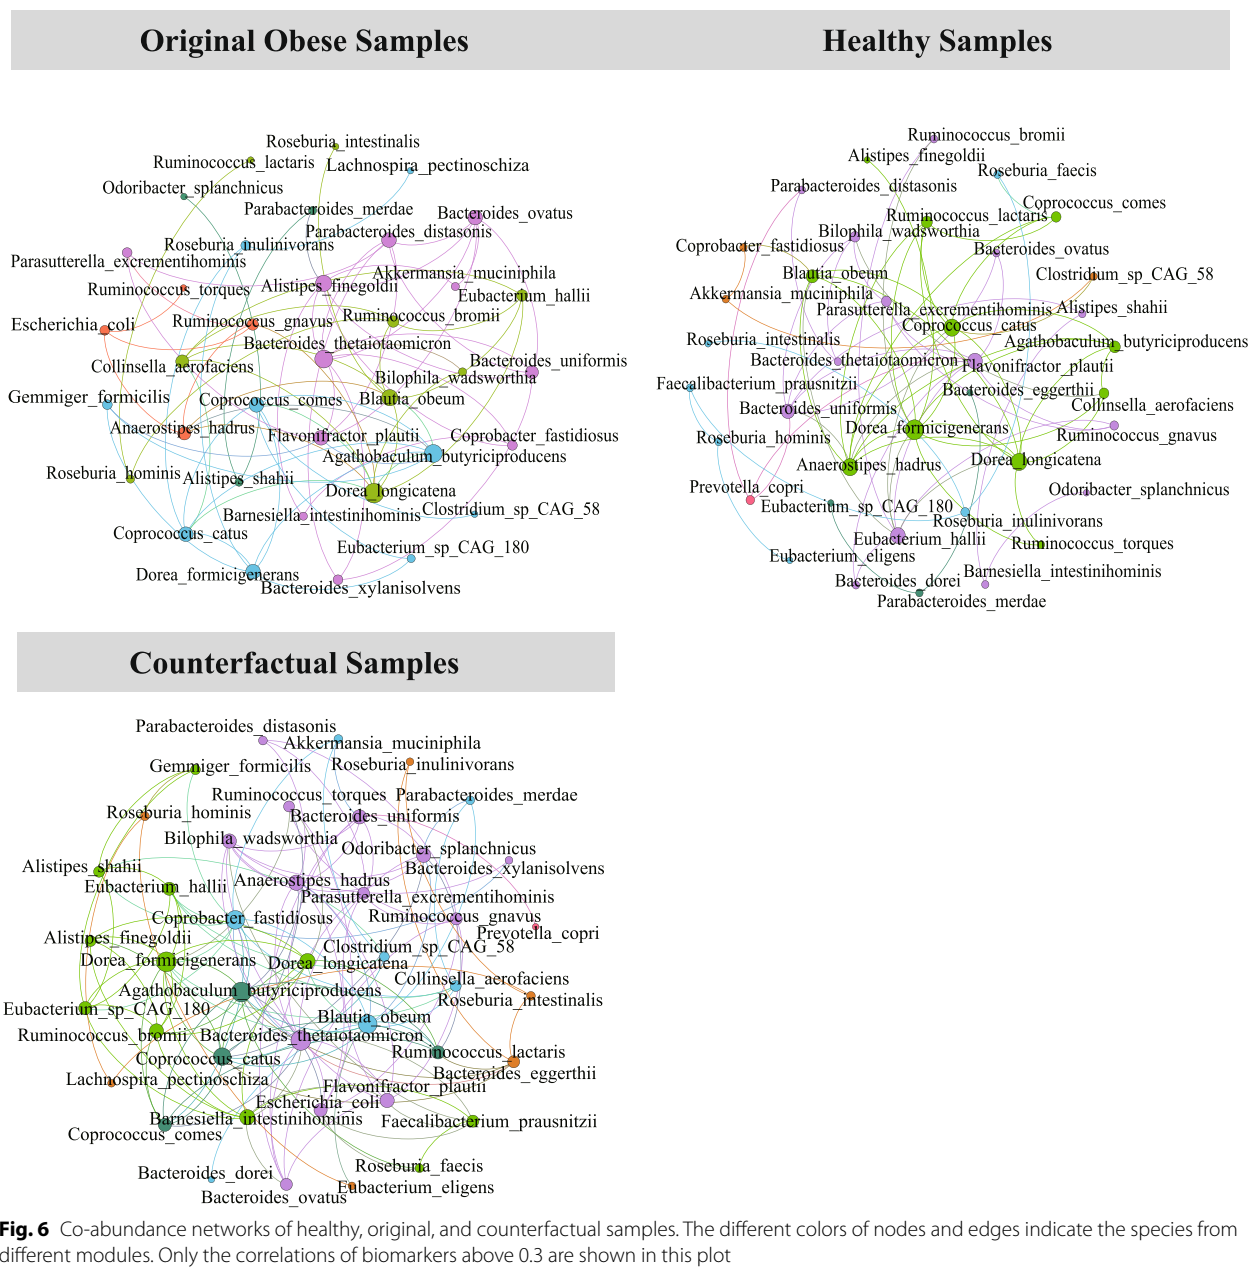 Original Obese Samples
Healthy Samples
Roseburia_intestinalis
Ruminococcus_lactaris
Lachnospira_pectinoschiza
Odoribacter_splanchnicus
Parabacteroides_merdae
Bacteroides_ovatus
Parabacteroides_distasonis
Roseburia_inulinivorans
Parasutterella_excrementihominis
Akkermansia_muciniphila
Ruminococcus_torques
Alistipes_finegoldii
Eubacterium_hallii
Escherichia_coli
Ruminococcus_gnavus
Ruminococcus_bromii
Bacteroides_thetaiotaomicron
Collinsella_aerofaciens
Bacteroides_uniformis
Bilophila_wadsworthia
Gemmiger_formicilis
Coprococcus_comes
Blautia_obeum
Anaerostipes_hadrus
Flavonifractor_plautii
Coprobacter_fastidiosus
Agathobaculum_butyriciproducens
Roseburia_hominis
Alistipes_shahii
Dorea_longicatena
Barnesiella_intestinihominis
Clostridium_sp_CAG_58
Coprococcus_catus
Eubacterium_sp_CAG_180
Dorea_formicigenerans
Bacteroides_xylanisolvens
Ruminococcus_bromii
Alistipes_finegoldii
Roseburia_faecis
Parabacteroides_distasonis
Coprococcus_comes
Ruminococcus_lactaris
Bilophila_wadsworthia
Coprobacter_fastidiosus
Bacteroides_ovatus
Blautia_obeum
Clostridium_sp_CAG_58
Akkermansia_muciniphila
Parasutterella_excrementihominis
Alistipes_shahii
Coprococcus_catus
Roseburia_intestinalis
Agathobaculum_butyriciproducens
Bacteroides_thetaiotaomicron
Flavonifractor_plautii
Faecalibacterium_prausnitzii
Bacteroides_eggerthii
Collinsella_aerofaciens
Bacteroides_uniformis
Dorea_formicigenerans
Ruminococcus_gnavus
Roseburia_hominis
Anaerostipes_hadrus
Dorea_longicatena
Prevotella_copri
Odoribacter_splanchnicus
Eubacterium_sp_CAG_180
Roseburia_inulinivorans
Eubacterium_hallii
Ruminococcus_torques
Eubacterium_eligens
Barnesiella_intestinihominis
Bacteroides_dorei
Parabacteroides_merdae
Counterfactual Samples
Parabacteroides_distasonis
Akkermansia_muciniphila
Gemmiger_formicilis
Roseburia_inulinivorans
Ruminococcus_torques
Parabacteroides_merdae
Roseburia_hominis
Bacteroides_uniformis
Bilophila_wadsworthia
Odoribacter_splanchnicus
Alistipes_shahii
Bacteroides_xylanisolvens
Eubacterium_hallii
Anaerostipes_hadrus
Parasutterella_excrementihominis
Coprobacter_fastidiosus
Ruminococcus_gnavus
Prevotella_copri
Alistipes_finegoldii
Clostridium_sp_CAG_58
Dorea_formicigenerans
Dorea_longicatena
Collinsella_aerofaciens
Agathobaculum_butyriciproducens
Roseburia_intestinalis
Eubacterium_sp_CAG_180
Blautia_obeum
Ruminococcus_bromii
Bacteroides_thetaiotaomicron
Coprococcus_catus
Ruminococcus_lactaris
Bacteroides_eggerthii
Lachnospira_pectinoschiza
Flavonifractor_plautii
Escherichia_coli
Barnesiella_intestinihominis
Faecalibacterium_prausnitzii
Coprococcus_comes
Roseburia_faecis
Bacteroides_dorei
Eubacterium_eligens
Bacteroides_ovatus
Fig. 6 Co-abundance networks of healthy, original, and counterfactual samples. The different colors of nodes and edges indicate the species from
different modules. Only the correlations of biomarkers above 0.3 are shown in this plot